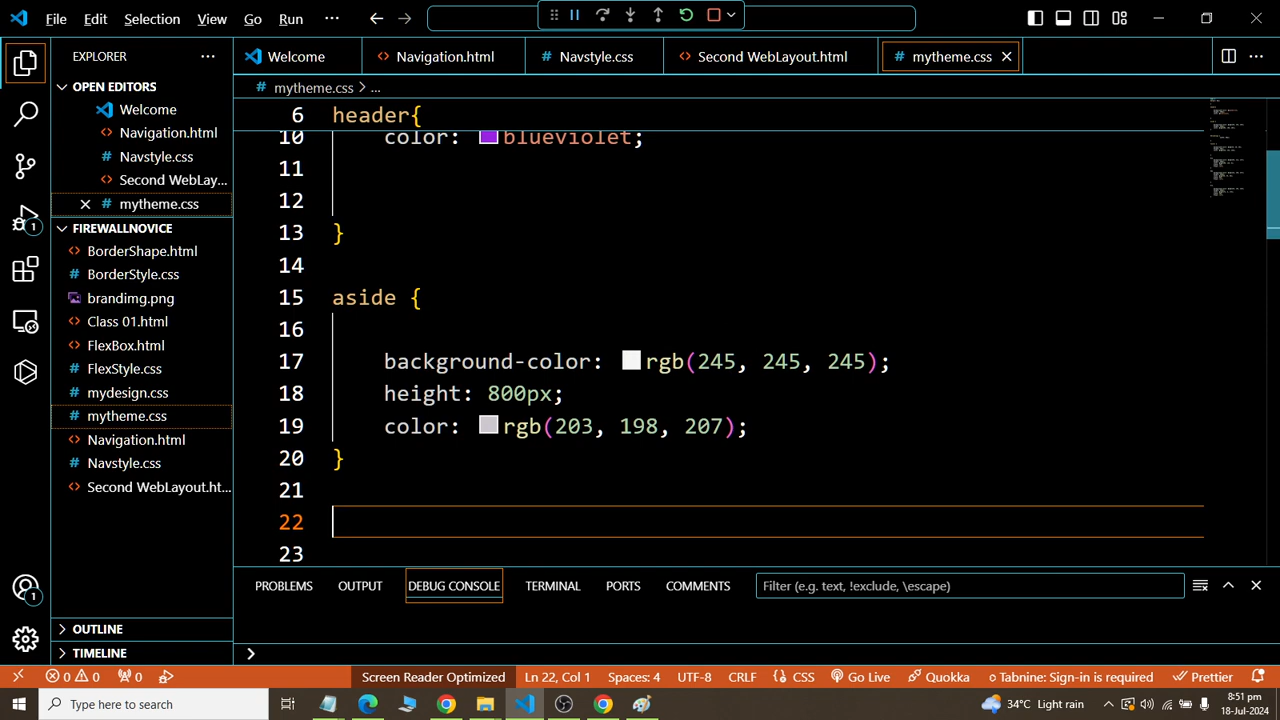 File Edit Selection View Go Run ···
EXPLORER ···
Welcome Navigation.html Navstyle.css Second WebLayout.html mytheme.css
mytheme.css > ...
OPEN EDITORS
Welcome
Navigation.html
Navstyle.css
Second WebLay...
mytheme.css
FIREWALLNOVICE
BorderShape.html
BorderStyle.css
brandimg.png
Class 01.html
FlexBox.html
FlexStyle.css
mydesign.css
mytheme.css
Navigation.html
Navstyle.css
Second WebLayout.ht...
OUTLINE
TIMELINE
1
1
6 header{
10 color: blueviolet;
11
12
13 }
14
15 aside {
16
17 background-color: rgb(245, 245, 245);
18 height: 800px;
19 color: rgb(203, 198, 207);
20 }
21
22
23
PROBLEMS OUTPUT DEBUG CONSOLE TERMINAL PORTS COMMENTS Filter (e.g. text, !exclude, \escape)
>
0 0 0 Screen Reader Optimized Ln 22, Col 1 Spaces: 4 UTF-8 CRLF { } CSS Go Live Quokka Tabnine: Sign-in is required Prettier
Type here to search 34°C Light rain 8:51 pm
18-Jul-2024